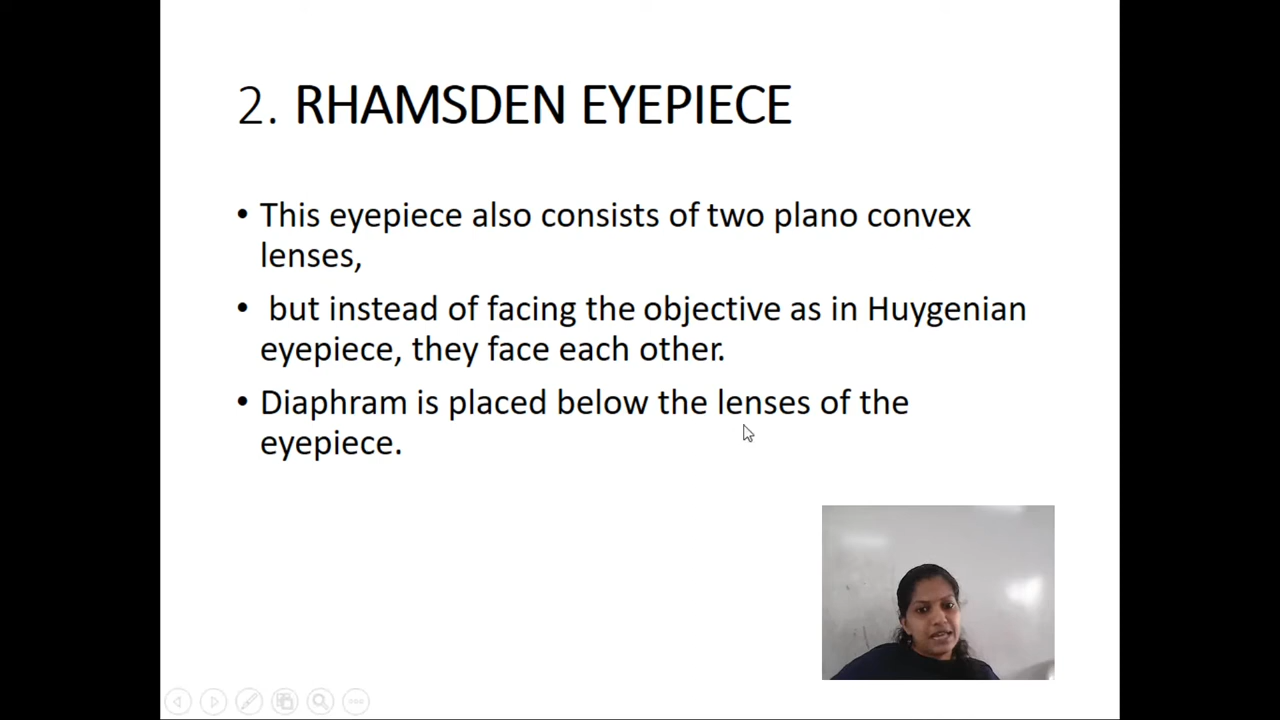 2. RHAMSDEN EYEPIECE
• This eyepiece also consists of two plano convex
lenses,
• but instead of facing the objective as in Huygenian
eyepiece, they face each other.
• Diaphram is placed below the lenses of the
eyepiece.